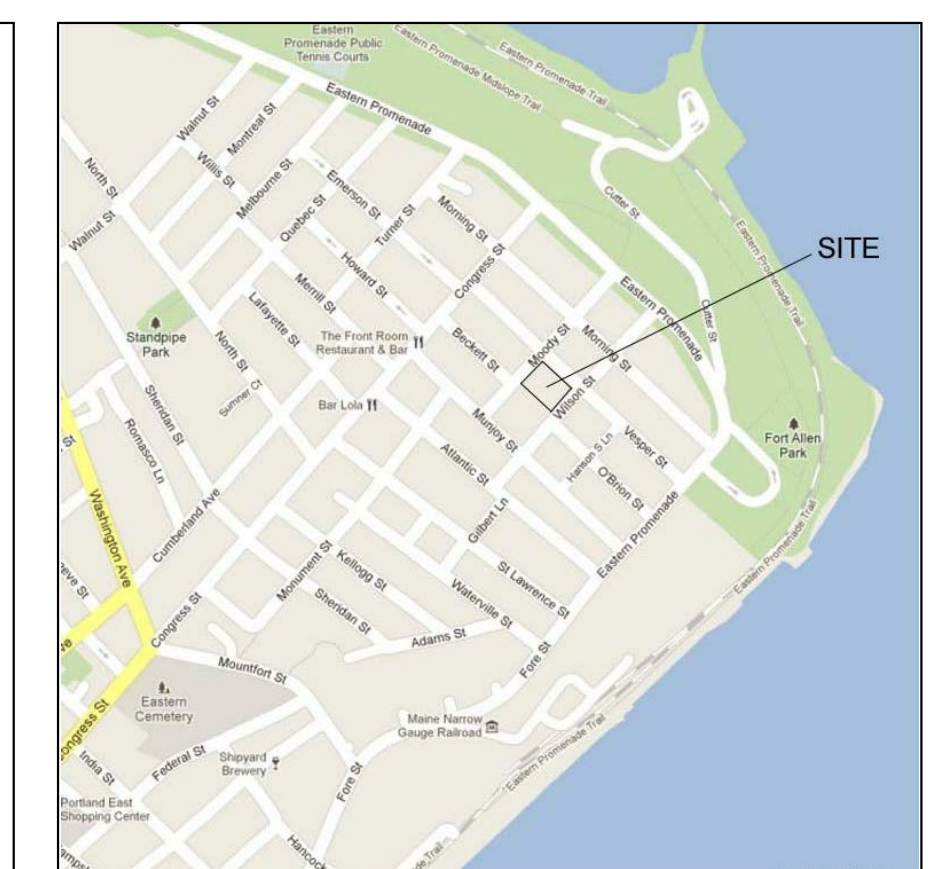 Eastern
Promenade Public
Tennis Courts
Eastern Promenade Midslope Trail
Eastern Promenade Trail
Eastern Promenade
Walnut St
Montreal St
Willis St
Melbourne St
Quebec St
Emerson St
Turner St
Morning St
Congress St
Cutter St
North St
Walnut St
Howard St
Merrill St
Lafayette St
Eastern Promenade Trail
SITE
Eastern Promenade
Cutter St
Standpipe
Park
North St
The Front Room
Restaurant & Bar
Beckett St
Moody St
Morning St
Sumner Ct
Sheridan St
Romasco Ln
Bar Lola
Munjoy St
Wilson St
Vesper St
Fort Allen
Park
St
Atlantic St
Hanson S Ln
O'Brion St
Washington Ave
Cumberland Ave
Gilbert Ln
Eastern Promenade
Eastern Promenade Trail
Monument St
Kellogg St
St Lawrence St
Waterville St
Sheridan St
Congress St
Adams St
Fore St
Mountfort St
Eastern
Cemetery
Maine Narrow
Gauge Railroad
India St
Federal St
Shipyard
Brewery
Fore St
Eastern Promenade Trail
Portland East
Shopping Center
Hancock
Trail